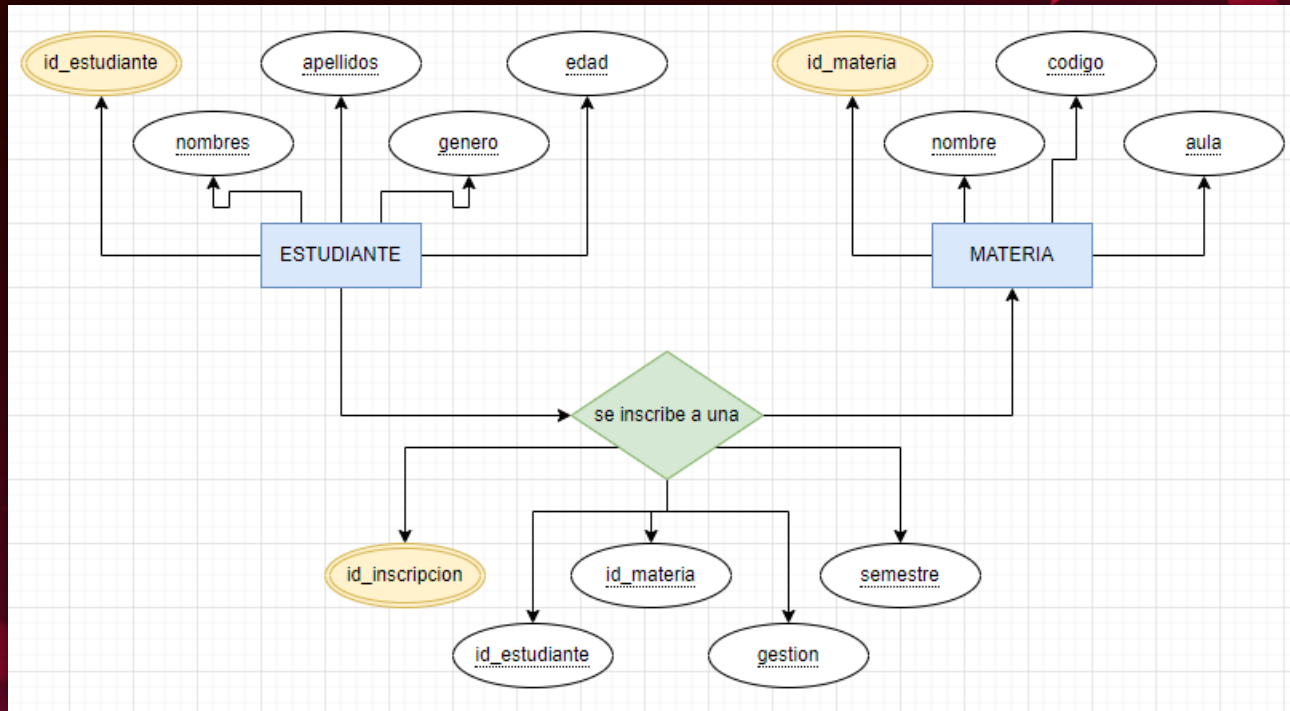 id_estudiante
apellidos
edad
id_materia
codigo
nombres
genero
nombre
aula
ESTUDIANTE
MATERIA
se inscribe a una
id_inscripcion
id_materia
semestre
id_estudiante
gestion